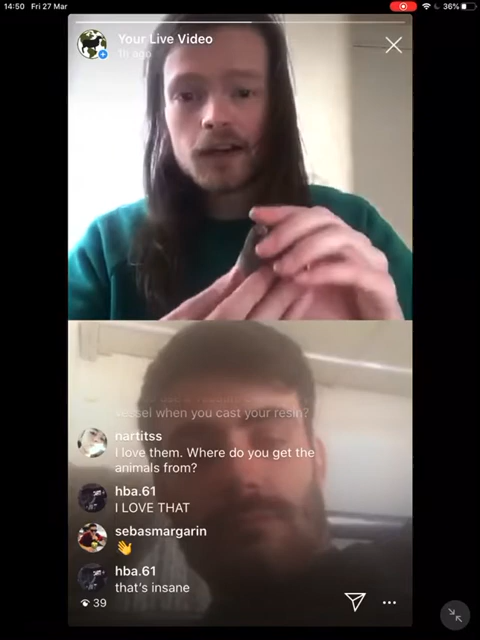 14:50 Fri 27 Mar
36%
Your Live Video
1h ago
vessel when you cast your resin?
nartitss
I love them. Where do you get the
animals from?
hba.61
I LOVE THAT
sebasmargarin
👋
hba.61
that's insane
39